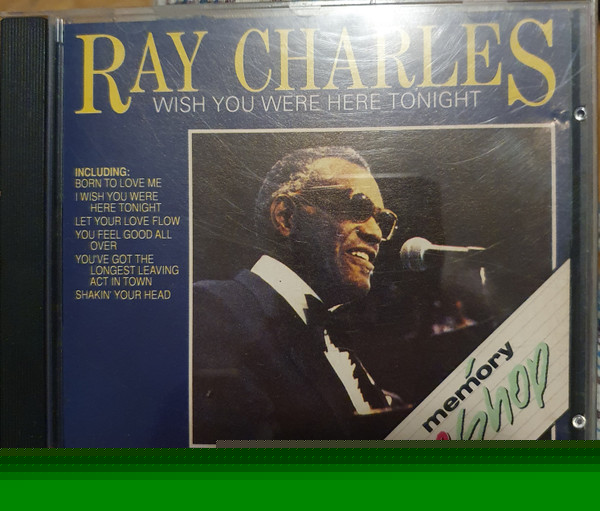 RAY CHARLES
WISH YOU WERE HERE TONIGHT
INCLUDING:
BORN TO LOVE ME
I WISH YOU WERE
HERE TONIGHT
LET YOUR LOVE FLOW
YOU FEEL GOOD ALL
OVER
YOU'VE GOT THE
LONGEST LEAVING
ACT IN TOWN
SHAKIN' YOUR HEAD
memory
shop